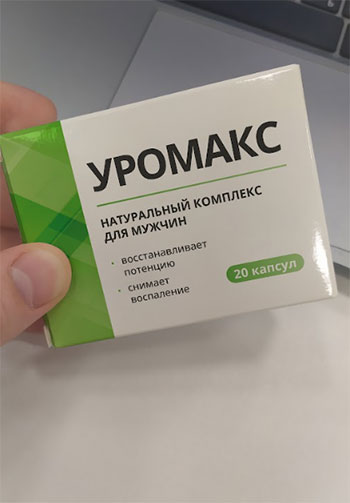 УРОМАКС
НАТУРАЛЬНЫЙ КОМПЛЕКС
ДЛЯ МУЖЧИН
• восстанавливает
потенцию
• снимает
воспаление
20 капсул